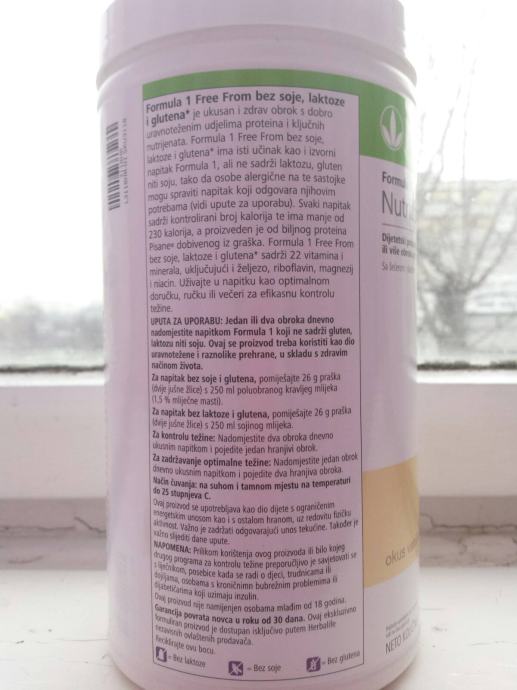 Formula 1 Free From bez soje, laktoze
i glutena* je ukusan i zdrav obrok s dobro
uravnoteženim udjelima proteina i ključnih
nutrijenata. Formula 1 Free From bez soje,
laktoze i glutena* ima isti učinak kao i izvorni
napitak Formula 1, ali ne sadrži laktozu, gluten
niti soju, tako da osobe alergične na te sastojke
mogu spraviti napitak koji odgovara njihovim
potrebama (vidi upute za uporabu). Svaki napitak
sadrži kontrolirani broj kalorija te ima manje od
230 kalorija, a proizveden je od biljnog proteina
Pisane® dobivenog iz graška. Formula 1 Free From
bez soje, laktoze i glutena* sadrži 22 vitamina i
minerala, uključujući i željezo, riboflavin, magnezij
i niacin. Uživajte u napitku kao optimalnom
doručku, ručku ili večeri za efikasnu kontrolu
težine.
UPUTA ZA UPORABU: Jedan ili dva obroka dnevno
nadomjestite napitkom Formula 1 koji ne sadrži gluten,
laktozu niti soju. Ovaj se proizvod treba koristiti kao dio
uravnotežene i raznolike prehrane, u skladu s zdravim
načinom života.
Za napitak bez soje i glutena, pomiješajte 26 g praška
(dvije jušne žlice) s 250 ml poluobranog kravljeg mlijeka
(1,5 % mliječne masti).
Za napitak bez laktoze i glutena, pomiješajte 26 g praška
(dvije jušne žlice) s 250 ml sojinog mlijeka.
Za kontrolu težine: Nadomjestite dva obroka dnevno
ukusnim napitkom i pojedite jedan hranjivi obrok.
Za zadržavanje optimalne težine: Nadomjestite jedan obrok
dnevno ukusnim napitkom i pojedite dva hranjiva obroka.
Način čuvanja: na suhom i tamnom mjestu na temperaturi
do 25 stupnjeva C.
Ovaj proizvod se upotrebljava kao dio dijete s ograničenim
energetskim unosom kao i s ostalom hranom, uz redovitu fizičku
aktivnost. Važno je zadržati odgovarajući unos tekućine. Također je
važno slijediti dane upute.
NAPOMENA: Prilikom korištenja ovog proizvoda ili bilo kojeg
drugog programa za kontrolu težine preporučljivo je savjetovati se
s liječnikom, posebice kada se radi o djeci, trudnicama ili
dojiljama, osobama s kroničnim bubrežnim problemima ili
dijabetičarima koji uzimaju inzulin.
Ovaj proizvod nije namijenjen osobama mlađim od 18 godina.
Garancija povrata novca u roku od 30 dana. Ovaj ekskluzivno
formuliran proizvod je dostupan isključivo putem Herbalife
nezavisnih ovlaštenih prodavača.
Reciklirajte ovu bocu.
= Bez laktoze
= Bez soje
= Bez glutena
Formul
Nutri
Dijetetski
ili više
okus
NETO